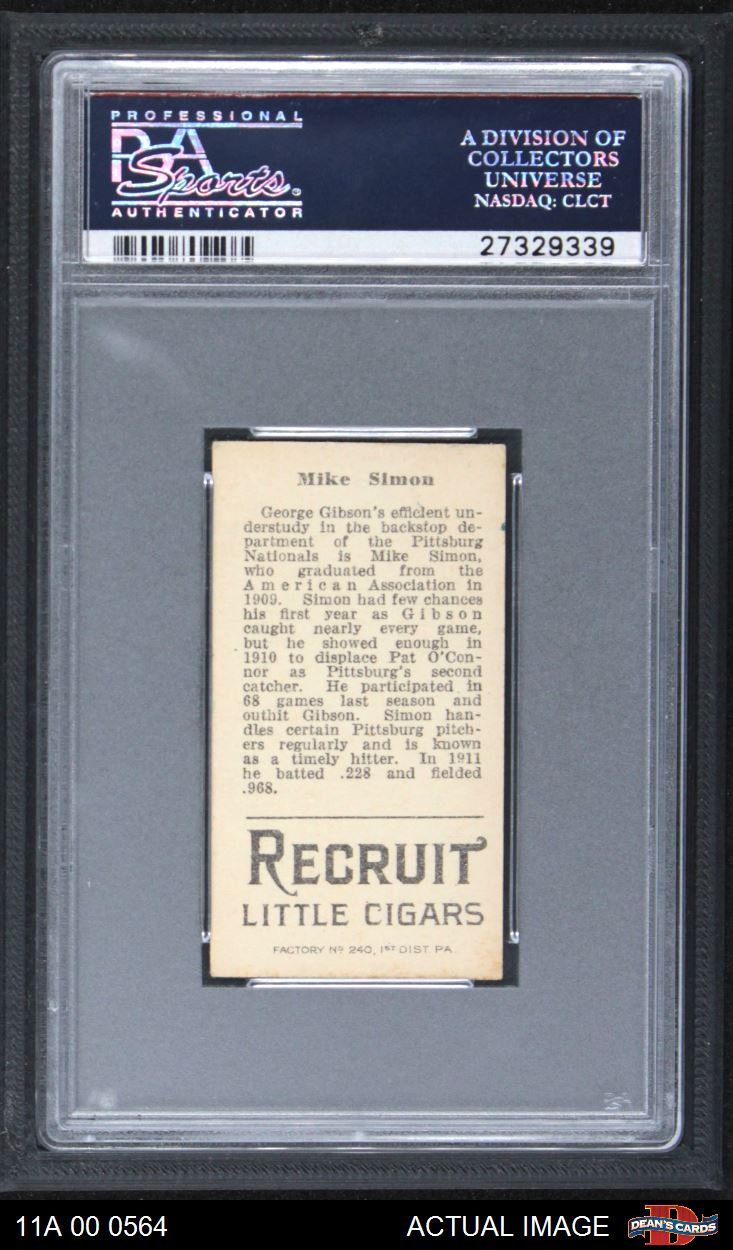 PROFESSIONAL
PSA
Sports
AUTHENTICATOR
A DIVISION OF
COLLECTORS
UNIVERSE
NASDAQ: CLCT
27329339
Mike Simon
George Gibson's efficient un-
derstudy in the backstop de-
partment of the Pittsburg
Nationals is Mike Simon,
who graduated from the
American Association in
1909. Simon had few chances
his first year as Gibson
caught nearly every game,
but he showed enough in
1910 to displace Pat O'Con-
nor as Pittsburg's second
catcher. He participated in
68 games last season and
outhit Gibson. Simon han-
dles certain Pittsburg pitch-
ers regularly and is known
as a timely hitter. In 1911
he batted .228 and fielded
.968.
RECRUIT
LITTLE CIGARS
FACTORY Nº 240, 1ST DIST. PA.
11A 00 0564
ACTUAL IMAGE
D
DEAN'S CARDS